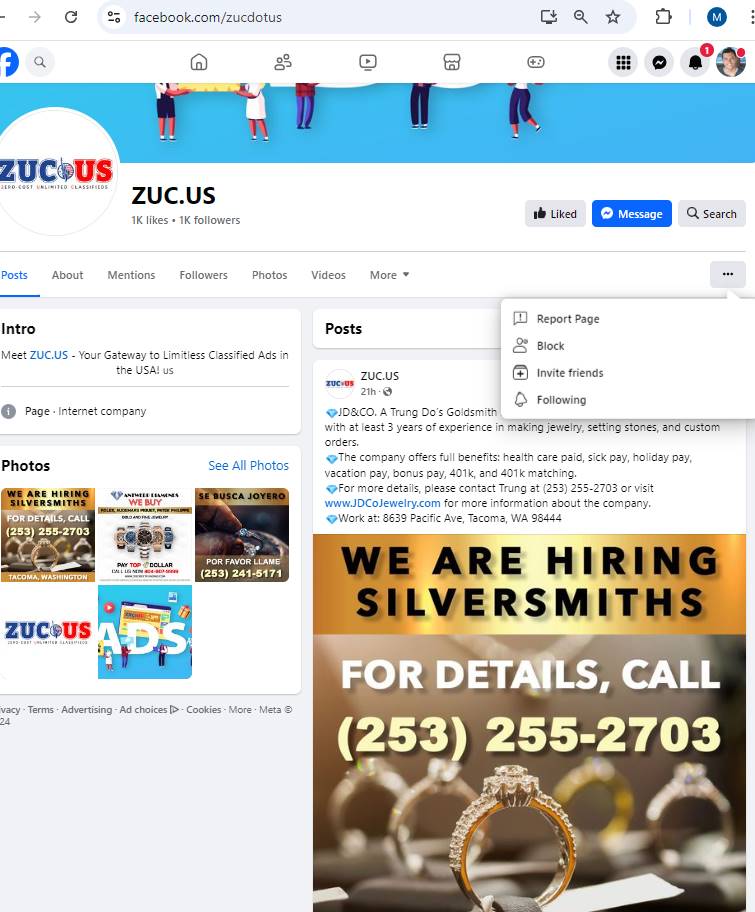 facebook.com/zucdotus
M
1
ZUC.US
ZERO-COST UNLIMITED CLASSIFIEDS
ZUC.US
1K likes • 1K followers
Liked
Message
Search
Posts
About
Mentions
Followers
Photos
Videos
More
Report Page
Block
Invite friends
Following
Intro
Meet ZUC.US - Your Gateway to Limitless Classified Ads in
the USA! us
Page · Internet company
Photos
See All Photos
WE ARE HIRING
SILVERSMITHS
FOR DETAILS, CALL
(253) 255-2703
TACOMA, WASHINGTON
ANTWERP DIAMONDS
WE BUY
ROLEX, AUDEMARS PIGUET, PATEK PHILIPPE
GOLD AND FINE JEWELRY
PAY TOP DOLLAR
SE BUSCA JOYERO
POR FAVOR LLAME
(253) 241-5171
ZUC.US
ZERO-COST UNLIMITED CLASSIFIEDS
ADS
ivacy · Terms · Advertising · Ad choices · Cookies · More · Meta ©
24
Posts
ZUC.US
ZUC.US
21h ·
JD&CO. A Trung Do's Goldsmith
with at least 3 years of experience in making jewelry, setting stones, and custom
orders.
The company offers full benefits: health care paid, sick pay, holiday pay,
vacation pay, bonus pay, 401k, and 401k matching.
For more details, please contact Trung at (253) 255-2703 or visit
www.JDCoJewelry.com for more information about the company.
Work at: 8639 Pacific Ave, Tacoma, WA 98444
WE ARE HIRING
SILVERSMITHS
FOR DETAILS, CALL
(253) 255-2703